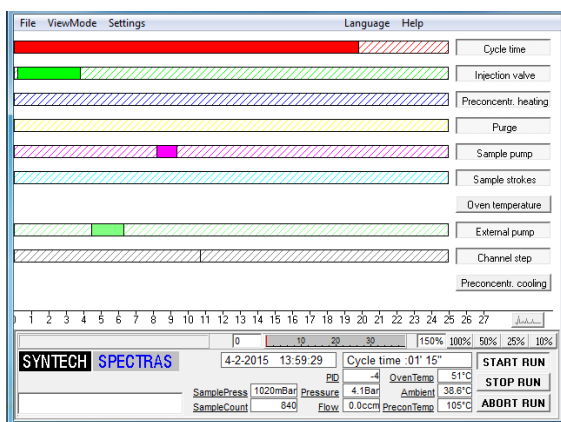 File ViewMode Settings Language Help
Cycle time
Injection valve
Preconcentr. heating
Purge
Sample pump
Sample strokes
Oven temperature
External pump
Channel step
Preconcentr. cooling
0 1 2 3 4 5 6 7 8 9 10 11 12 13 14 15 16 17 18 19 20 21 22 23 24 25 26 27
0 10 20 30 150% 100% 50% 25% 10%
SYNTECH SPECTRAS 4-2-2015 13:59:29 Cycle time :01' 15" START RUN
PID -4 OvenTemp 51°C STOP RUN
SamplePress 1020mBar Pressure 4.1Bar Ambient 38.6°C
SampleCount 840 Flow 0.0ccm PreconTemp 105°C ABORT RUN